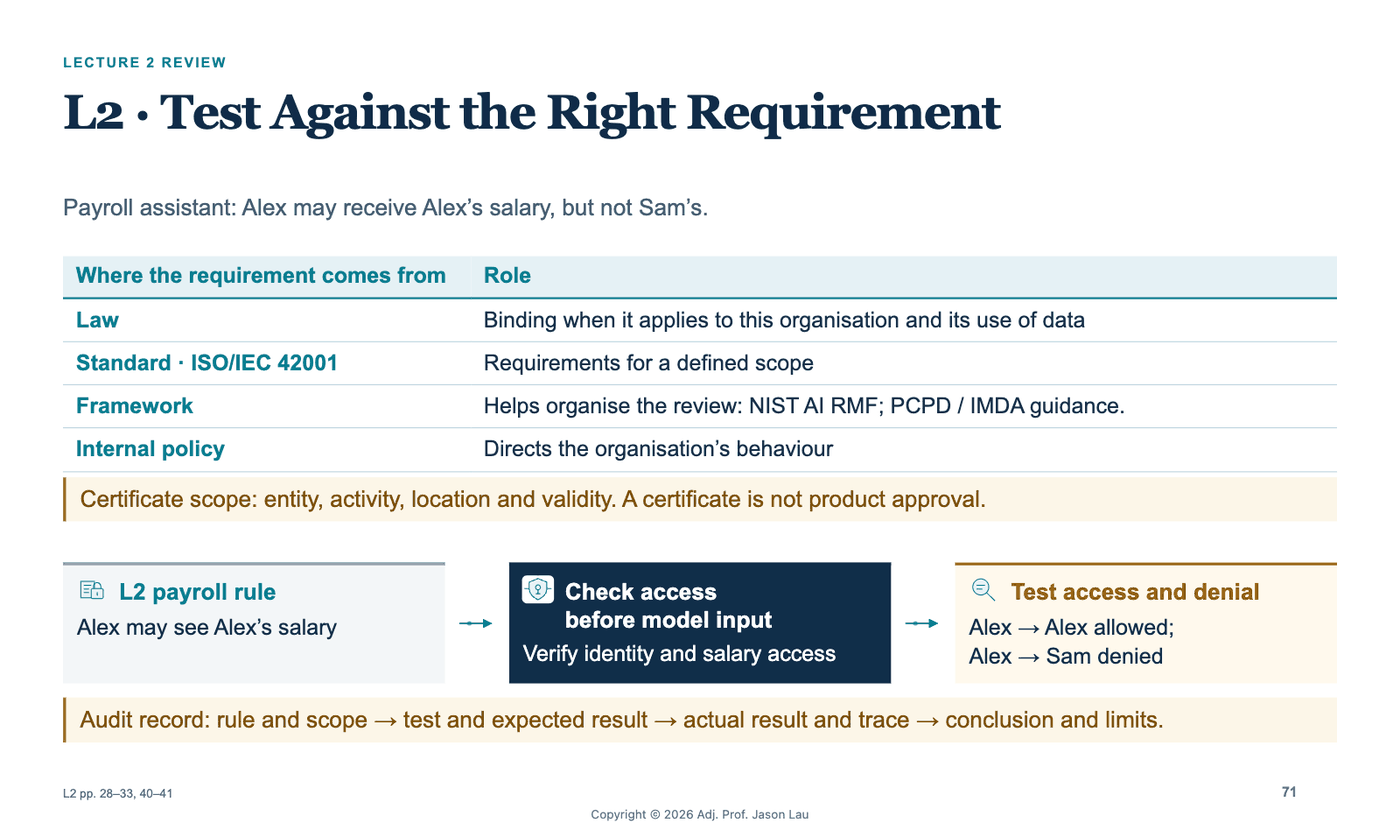 LECTURE 2 REVIEW
L2 · Test Against the Right Requirement
Payroll assistant: Alex may receive Alex’s salary, but not Sam’s.
Where the requirement comes from Role
Law Binding when it applies to this organisation and its use of data
Standard · ISO/IEC 42001 Requirements for a defined scope
Framework Helps organise the review: NIST AI RMF; PCPD / IMDA guidance.
Internal policy Directs the organisation’s behaviour
Certificate scope: entity, activity, location and validity. A certificate is not product approval.
L2 payroll rule
Alex may see Alex’s salary
Check access
before model input
Verify identity and salary access
Test access and denial
Alex → Alex allowed;
Alex → Sam denied
Audit record: rule and scope → test and expected result → actual result and trace → conclusion and limits.
L2 pp. 28–33, 40–41
71
Copyright © 2026 Adj. Prof. Jason Lau